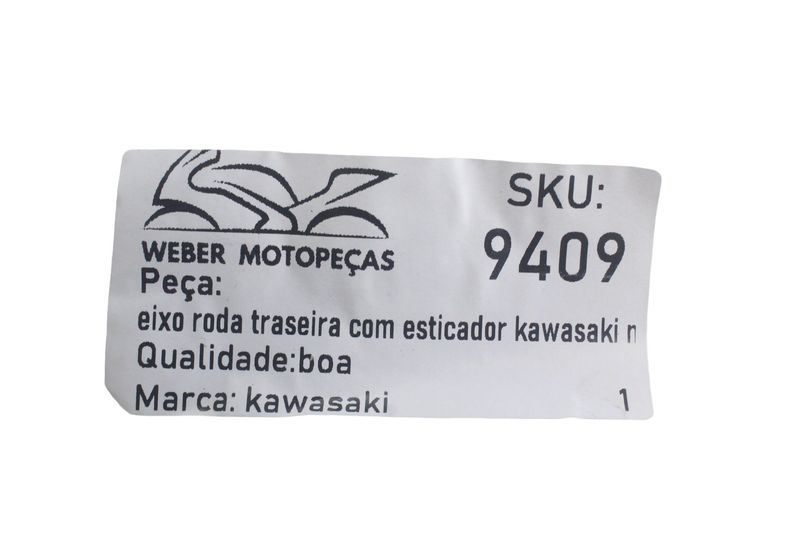 SKU:
9409
WEBER MOTOPEÇAS
Peça:
eixo roda traseira com esticador kawasaki
Qualidade:boa
Marca: kawasaki
1